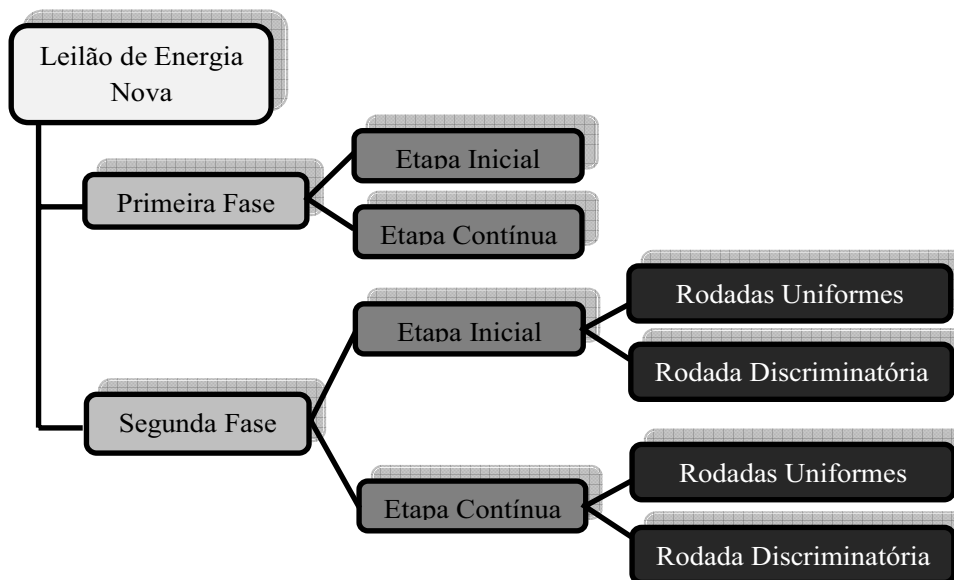 Leilão de Energia
Nova
Primeira Fase
Etapa Inicial
Etapa Contínua
Segunda Fase
Etapa Inicial
Rodadas Uniformes
Rodada Discriminatória
Etapa Contínua
Rodadas Uniformes
Rodada Discriminatória